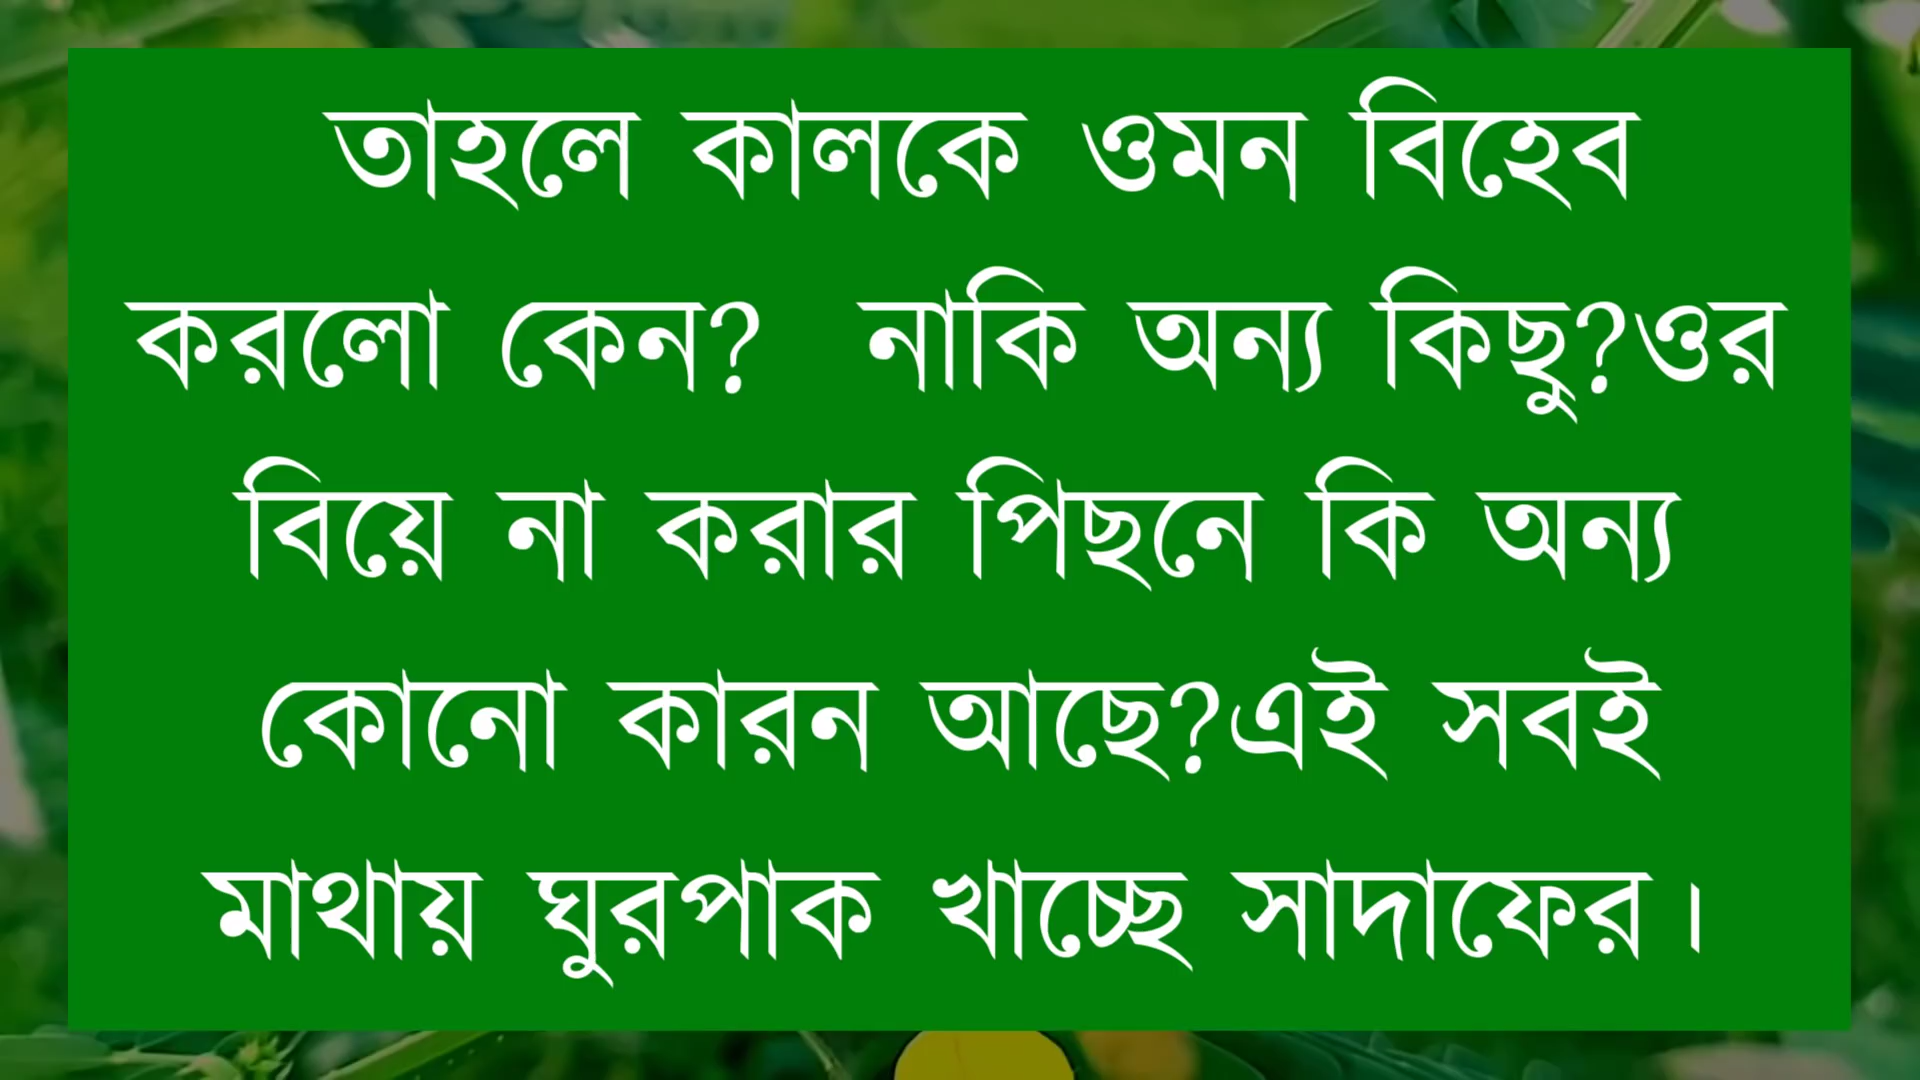 তাহলে কালকে ওমন বিহেব
করলো কেন?  নাকি অন্য কিছু?ওর
বিয়ে না করার পিছনে কি অন্য
কোনো কারন আছে?এই সবই
মাথায় ঘুরপাক খাচ্ছে সাদাফের।